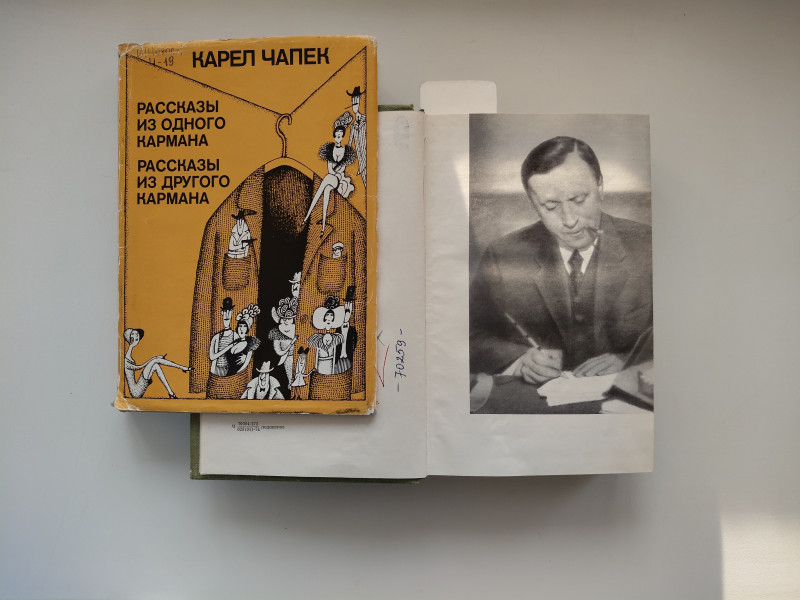 КАРЕЛ ЧАПЕК
РАССКАЗЫ
ИЗ ОДНОГО
КАРМАНА
РАССКАЗЫ
ИЗ ДРУГОГО
КАРМАНА
- 70259 -